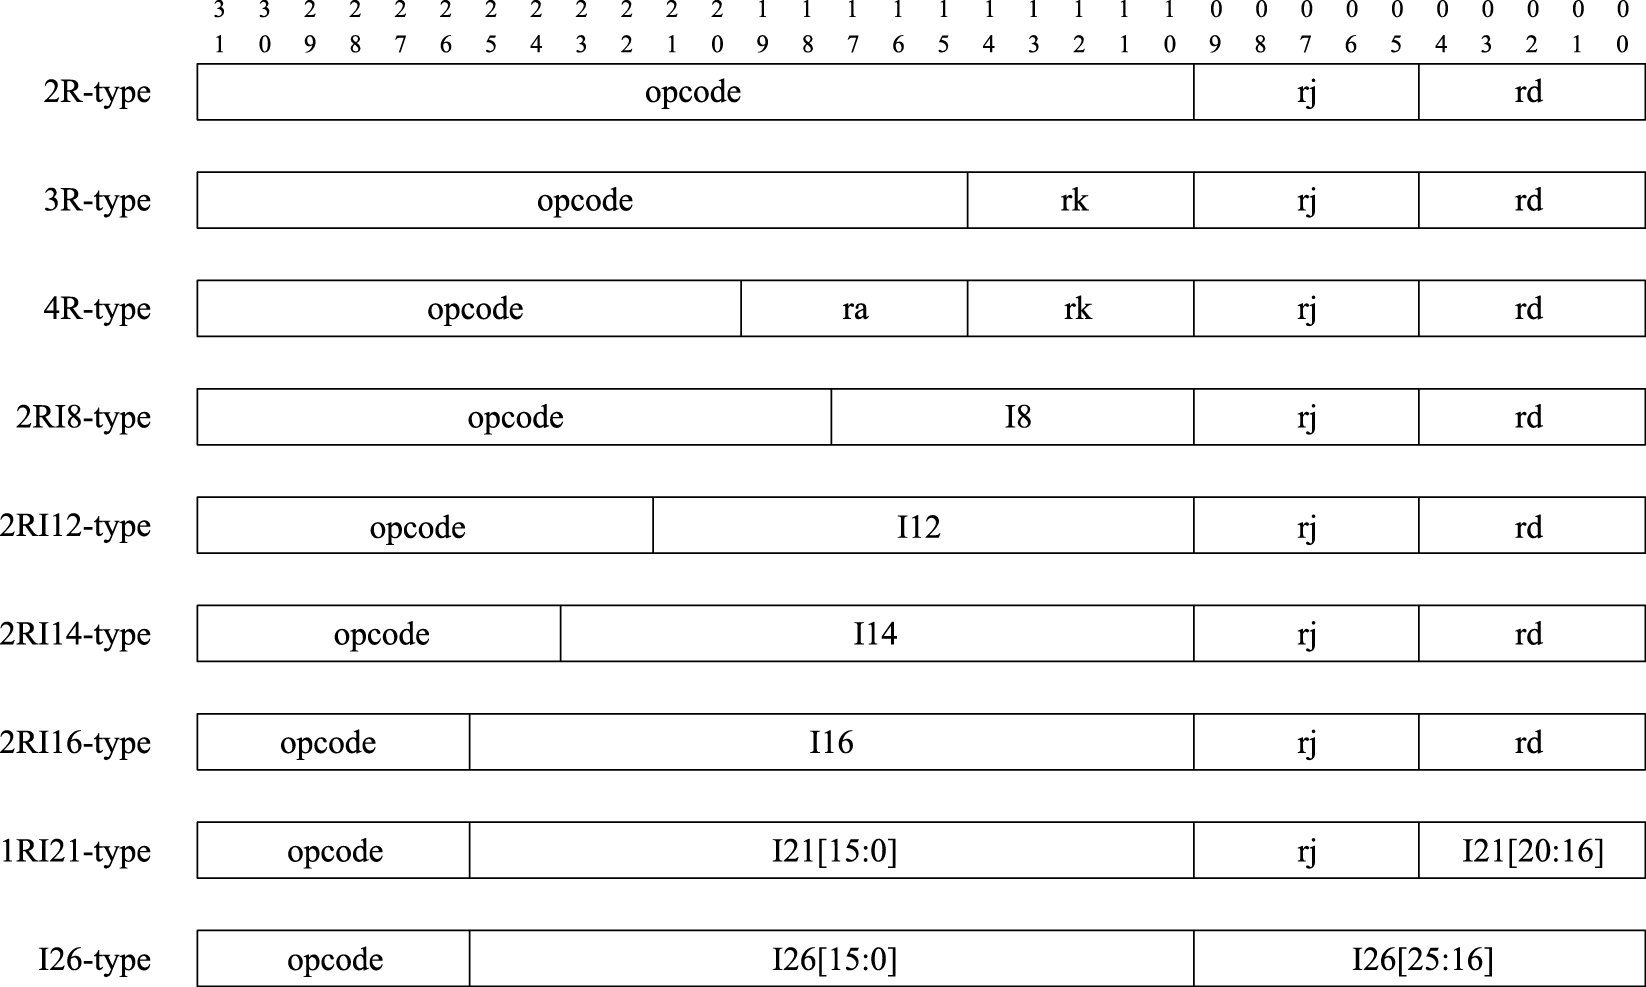 3 3 2 2 2 2 2 2 2 2 2 2 1 1 1 1 1 1 1 1 1 1 0 0 0 0 0 0 0 0 0 0
1 0 9 8 7 6 5 4 3 2 1 0 9 8 7 6 5 4 3 2 1 0 9 8 7 6 5 4 3 2 1 0
2R-type opcode rj rd
3R-type opcode rk rj rd
4R-type opcode ra rk rj rd
2RI8-type opcode I8 rj rd
2RI12-type opcode I12 rj rd
2RI14-type opcode I14 rj rd
2RI16-type opcode I16 rj rd
1RI21-type opcode I21[15:0] rj I21[20:16]
I26-type opcode I26[15:0] I26[25:16]